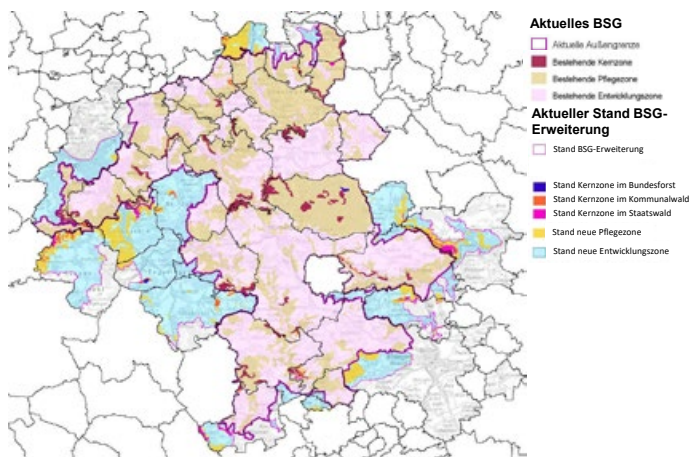 Aktuelles BSG
Aktuelle Außengrenze
Bestehende Kernzone
Bestehende Pflegezone
Bestehende Entwicklungszone
Aktueller Stand BSG-
Erweiterung
Stand BSG-Erweiterung
Stand Kernzone im Bundesforst
Stand Kernzone im Kommunalwald
Stand Kernzone im Staatswald
Stand neue Pflegezone
Stand neue Entwicklungszone